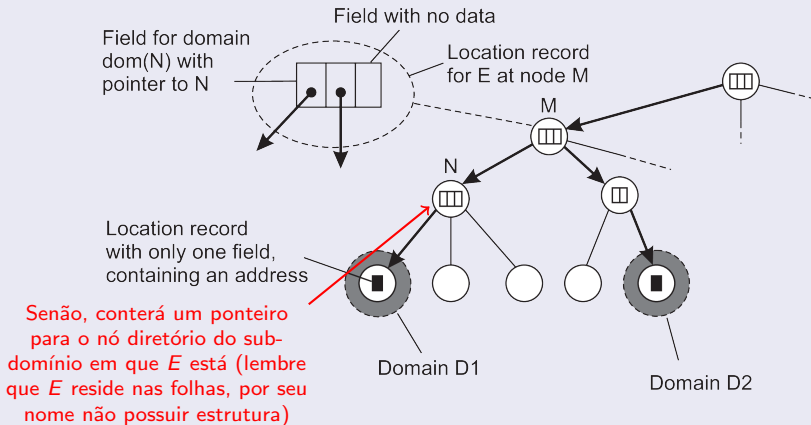 Field with no data
Field for domain
dom(N) with
pointer to N
Location record
for E at node M
M
N
Location record
with only one field,
containing an address
Senão, conterá um ponteiro
para o nó diretório do sub-
domínio em que E está (lembre
que E reside nas folhas, por seu
nome não possuir estrutura)
Domain D1
Domain D2